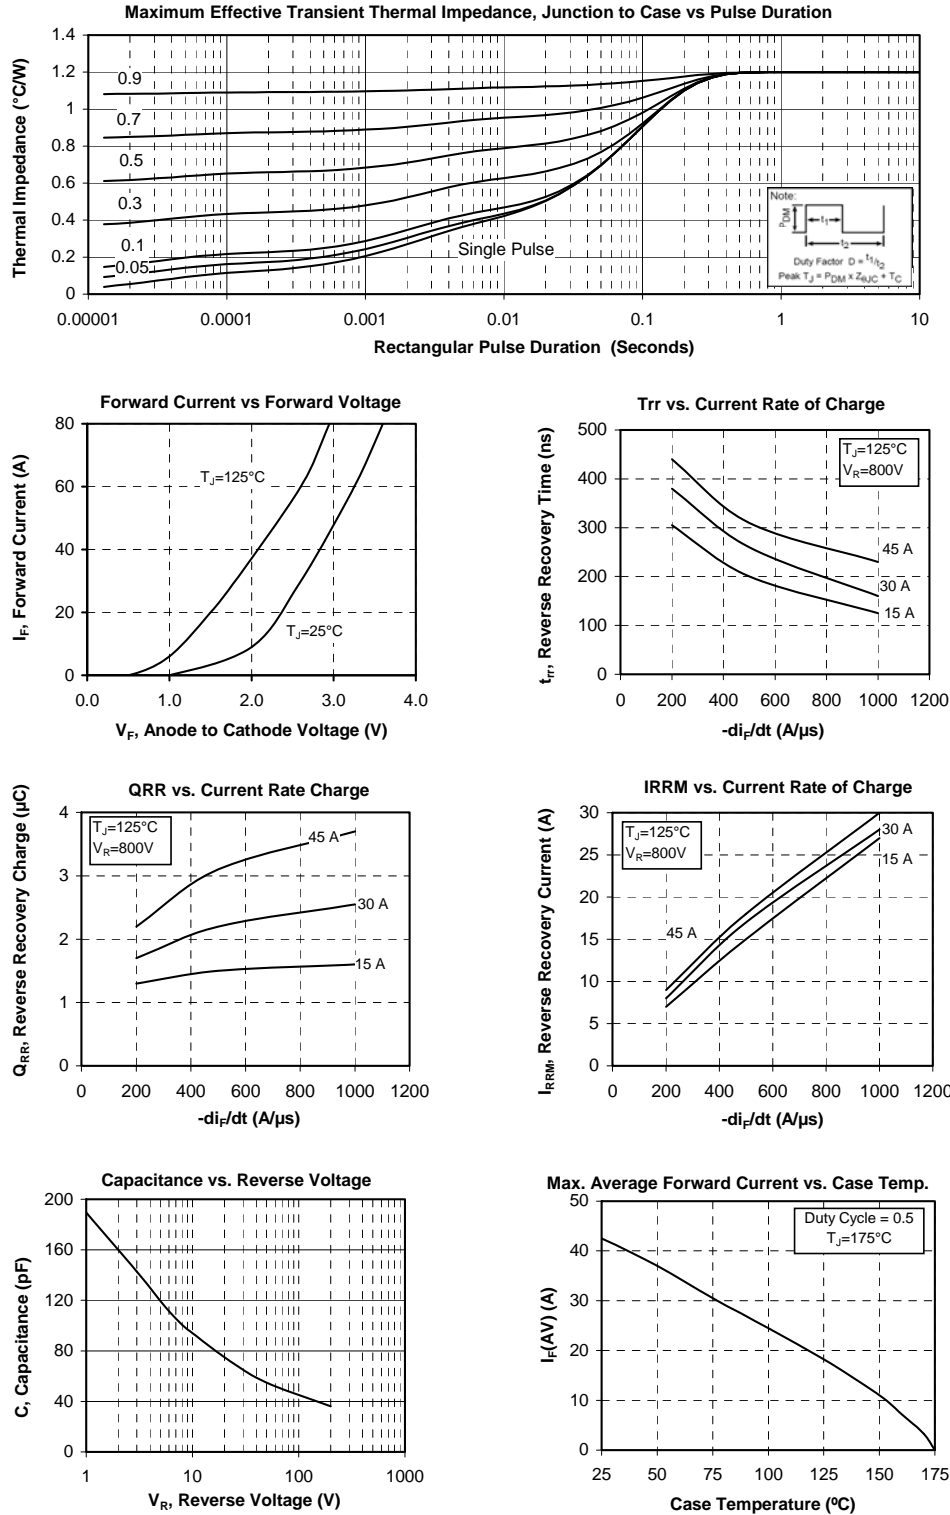 Maximum Effective Transient Thermal Impedance, Junction to Case vs Pulse Duration
Thermal Impedance (°C/W)
1.4
1.2
1
0.8
0.6
0.4
0.2
0
0.9
0.7
0.5
0.3
0.1
0.05
Single Pulse
Note:
PDM
t1
t2
Duty Factor D = t1/t2
Peak TJ = PDM x ZθJC + TC
0.00001
0.0001
0.001
0.01
0.1
1
10
Rectangular Pulse Duration (Seconds)
Forward Current vs Forward Voltage
IF, Forward Current (A)
80
60
40
20
0
TJ=125°C
TJ=25°C
0.0
1.0
2.0
3.0
4.0
VF, Anode to Cathode Voltage (V)
Trr vs. Current Rate of Charge
trr, Reverse Recovery Time (ns)
500
400
300
200
100
0
TJ=125°C
VR=800V
45 A
30 A
15 A
0
200
400
600
800
1000
1200
-diF/dt (A/µs)
QRR vs. Current Rate Charge
QRR, Reverse Recovery Charge (µC)
4
3
2
1
0
TJ=125°C
VR=800V
45 A
30 A
15 A
0
200
400
600
800
1000
1200
-diF/dt (A/µs)
IRRM vs. Current Rate of Charge
IRRM, Reverse Recovery Current (A)
30
25
20
15
10
5
0
TJ=125°C
VR=800V
30 A
15 A
45 A
0
200
400
600
800
1000
1200
-diF/dt (A/µs)
Capacitance vs. Reverse Voltage
C, Capacitance (pF)
200
160
120
80
40
0
1
10
100
1000
VR, Reverse Voltage (V)
Max. Average Forward Current vs. Case Temp.
IF(AV) (A)
50
40
30
20
10
0
Duty Cycle = 0.5
TJ=175°C
25
50
75
100
125
150
175
Case Temperature (ºC)